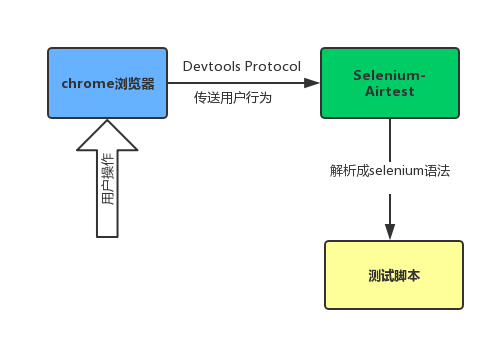 Devtools Protocol
chrome浏览器
传送用户行为
Selenium-
Airtest
用户操作
解析成selenium语法
测试脚本